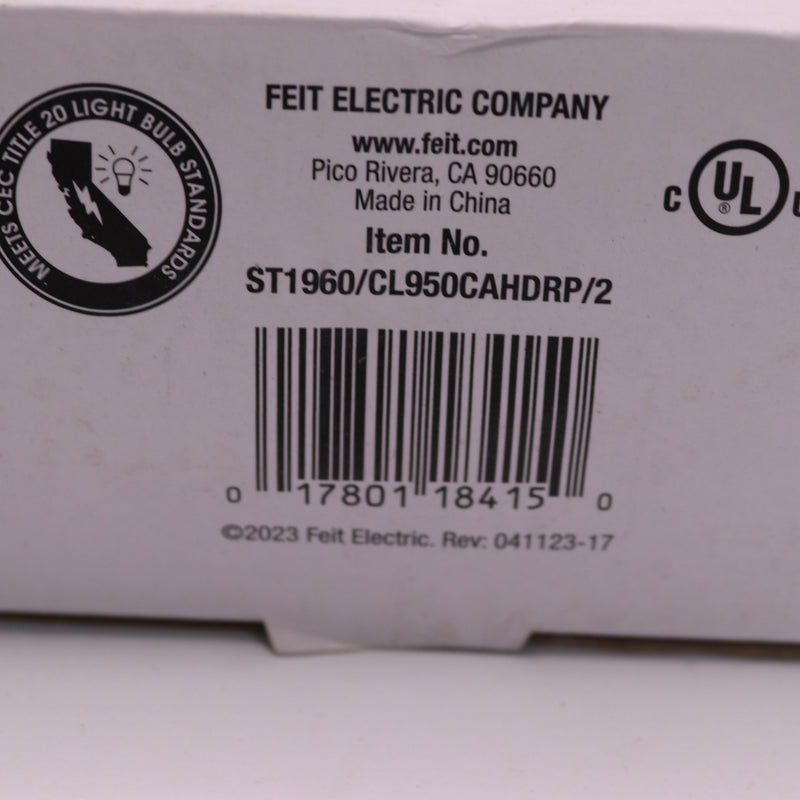 MEETS CEC TITLE 20 LIGHT BULB STANDARDS
FEIT ELECTRIC COMPANY
www.feit.com
Pico Rivera, CA 90660
Made in China
Item No.
ST1960/CL950CAHDRP/2
C UL®
0 17801 18415 0
©2023 Feit Electric. Rev: 041123-17